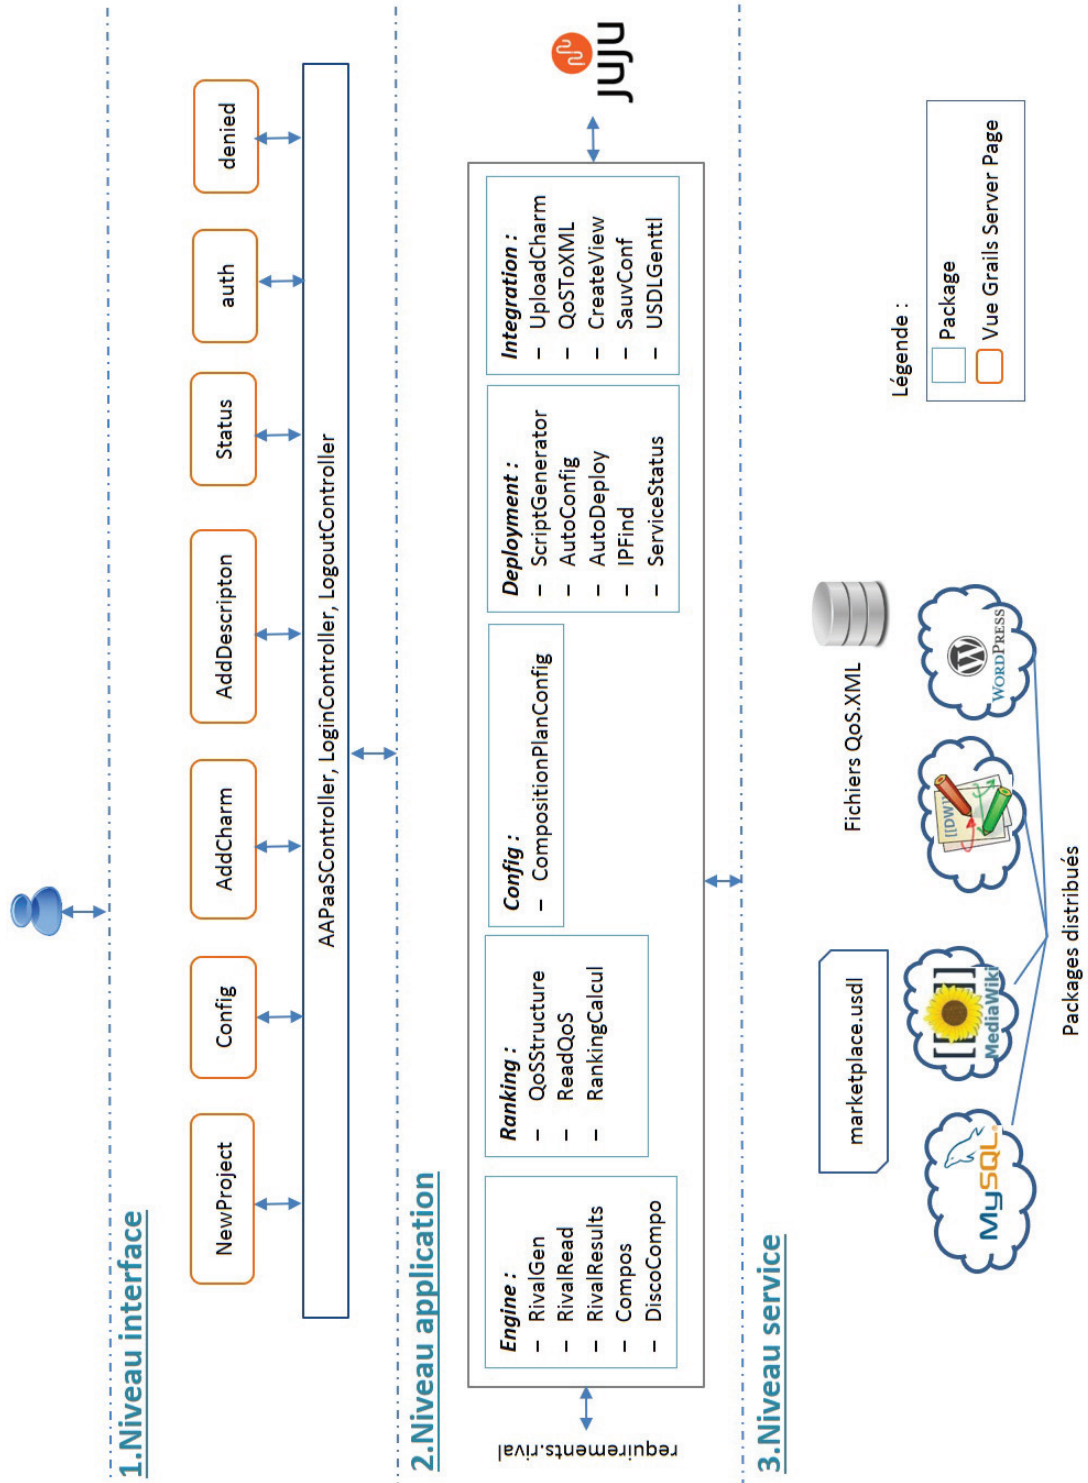 1.Niveau interface
NewProject
Config
AddCharm
AddDescripton
Status
auth
denied
AAPaaSController, LoginController, LogoutController
2.Niveau application
requirements.rival
Engine :
– RivalGen
– RivalRead
– RivalResults
– Compos
– DiscoCompo
Ranking :
– QoSStructure
– ReadQoS
– RankingCalcul
Config :
– CompositionPlanConfig
Deployment :
– ScriptGenerator
– AutoConfig
– AutoDeploy
– IPFind
– ServiceStatus
Integration :
– UploadCharm
– QoSToXML
– CreateView
– SauvConf
– USDLGenttl
juju
3.Niveau service
marketplace.usdl
Fichiers QoS.XML
MySQL
MediaWiki
[[DW]]
WORDPRESS
Packages distribués
Légende :
Package
Vue Grails Server Page